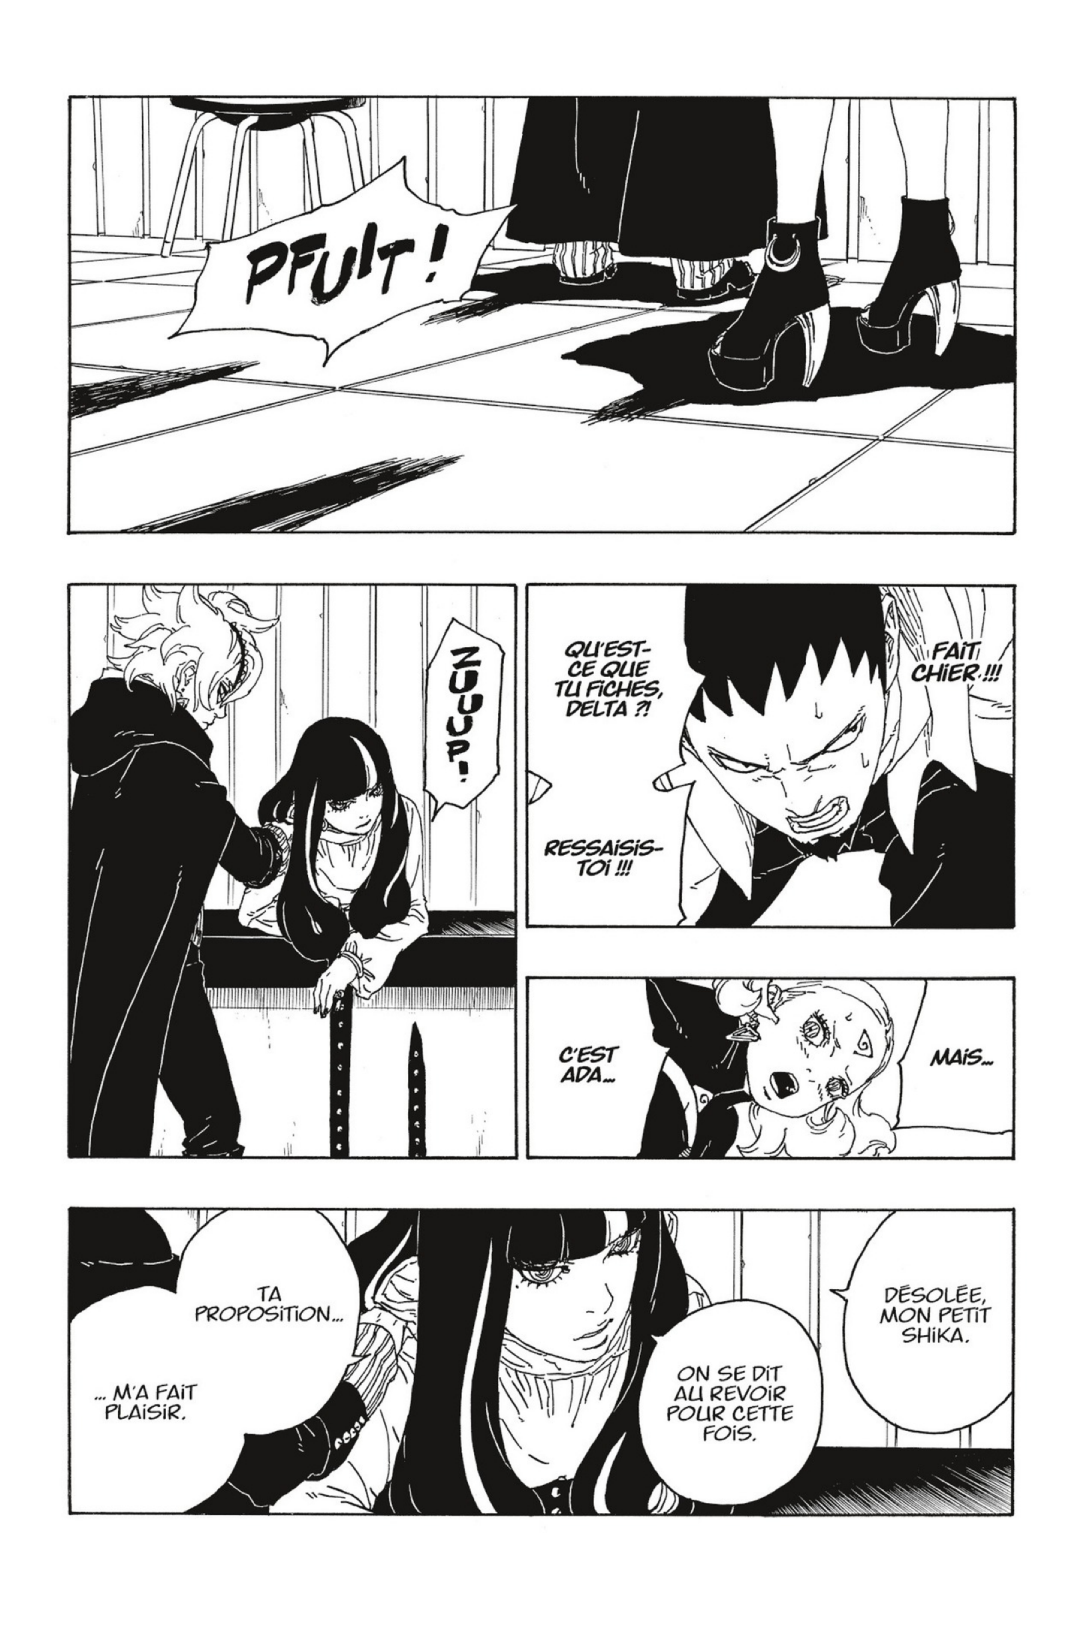 PFUIT !
FAIT
CHIER !!!
QU'EST-
CE QUE
TU FICHES,
DELTA ?!
RESSAISIS-
TOI !!!
ZUUUP !
MAIS...
C'EST
ADA...
DÉSOLÉE,
MON PETIT
SHIKA.
ON SE DIT
AU REVOIR
POUR CETTE
FOIS.
TA
PROPOSITION...
... M'A FAIT
PLAISIR.